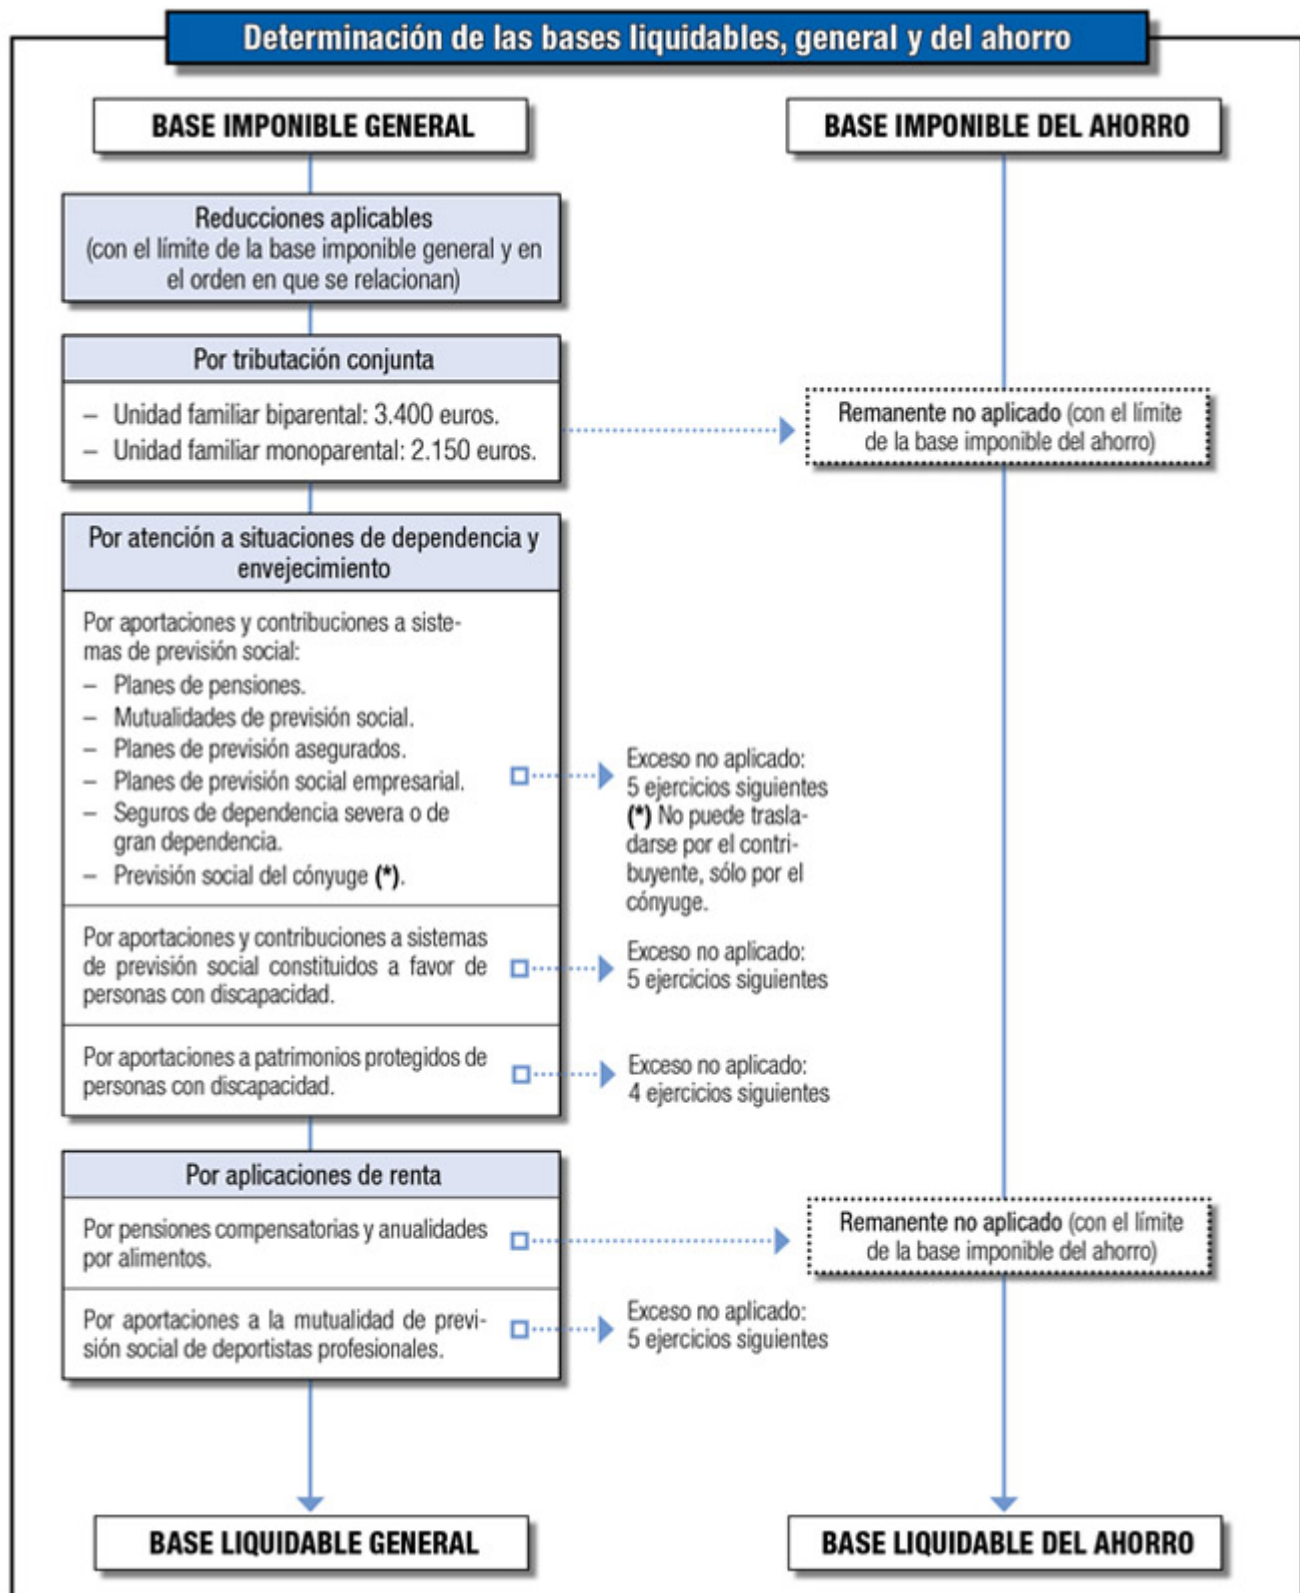 Determinación de las bases liquidables, general y del ahorro
BASE IMPONIBLE GENERAL
BASE IMPONIBLE DEL AHORRO
Reducciones aplicables
(con el límite de la base imponible general y en
el orden en que se relacionan)
Por tributación conjunta
– Unidad familiar biparental: 3.400 euros.
– Unidad familiar monoparental: 2.150 euros.
Remanente no aplicado (con el límite
de la base imponible del ahorro)
Por atención a situaciones de dependencia y
envejecimiento
Por aportaciones y contribuciones a siste-
mas de previsión social:
– Planes de pensiones.
– Mutualidades de previsión social.
– Planes de previsión asegurados.
– Planes de previsión social empresarial.
– Seguros de dependencia severa o de
gran dependencia.
– Previsión social del cónyuge (*).
Exceso no aplicado:
5 ejercicios siguientes
(*) No puede trasla-
darse por el contri-
buyente, sólo por el
cónyuge.
Por aportaciones y contribuciones a sistemas
de previsión social constituidos a favor de
personas con discapacidad.
Exceso no aplicado:
5 ejercicios siguientes
Por aportaciones a patrimonios protegidos de
personas con discapacidad.
Exceso no aplicado:
4 ejercicios siguientes
Por aplicaciones de renta
Por pensiones compensatorias y anualidades
por alimentos.
Remanente no aplicado (con el límite
de la base imponible del ahorro)
Por aportaciones a la mutualidad de previ-
sión social de deportistas profesionales.
Exceso no aplicado:
5 ejercicios siguientes
BASE LIQUIDABLE GENERAL
BASE LIQUIDABLE DEL AHORRO